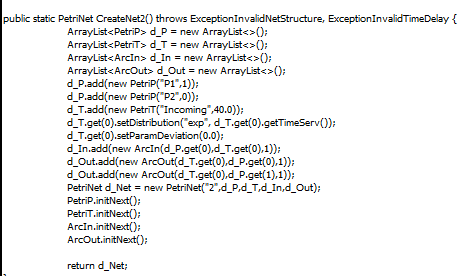 public static PetriNet CreateNet2() throws ExceptionInvalidNetStructure, ExceptionInvalidTimeDelay {
ArrayList<PetriP> d_P = new ArrayList<>();
ArrayList<PetriT> d_T = new ArrayList<>();
ArrayList<ArcIn> d_In = new ArrayList<>();
ArrayList<ArcOut> d_Out = new ArrayList<>();
d_P.add(new PetriP("P1",1));
d_P.add(new PetriP("P2",0));
d_T.add(new PetriT("Incoming",40.0));
d_T.get(0).setDistribution("exp", d_T.get(0).getTimeServ());
d_T.get(0).setParamDeviation(0.0);
d_In.add(new ArcIn(d_P.get(0),d_T.get(0),1));
d_Out.add(new ArcOut(d_T.get(0),d_P.get(0),1));
d_Out.add(new ArcOut(d_T.get(0),d_P.get(1),1));
PetriNet d_Net = new PetriNet("2",d_P,d_T,d_In,d_Out);
PetriP.initNext();
PetriT.initNext();
ArcIn.initNext();
ArcOut.initNext();
return d_Net;